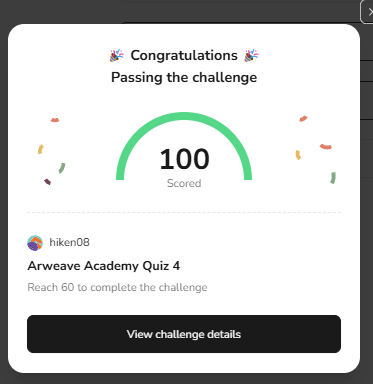 Congratulations
Passing the challenge
100
Scored
hiken08
Arweave Academy Quiz 4
Reach 60 to complete the challenge
View challenge details